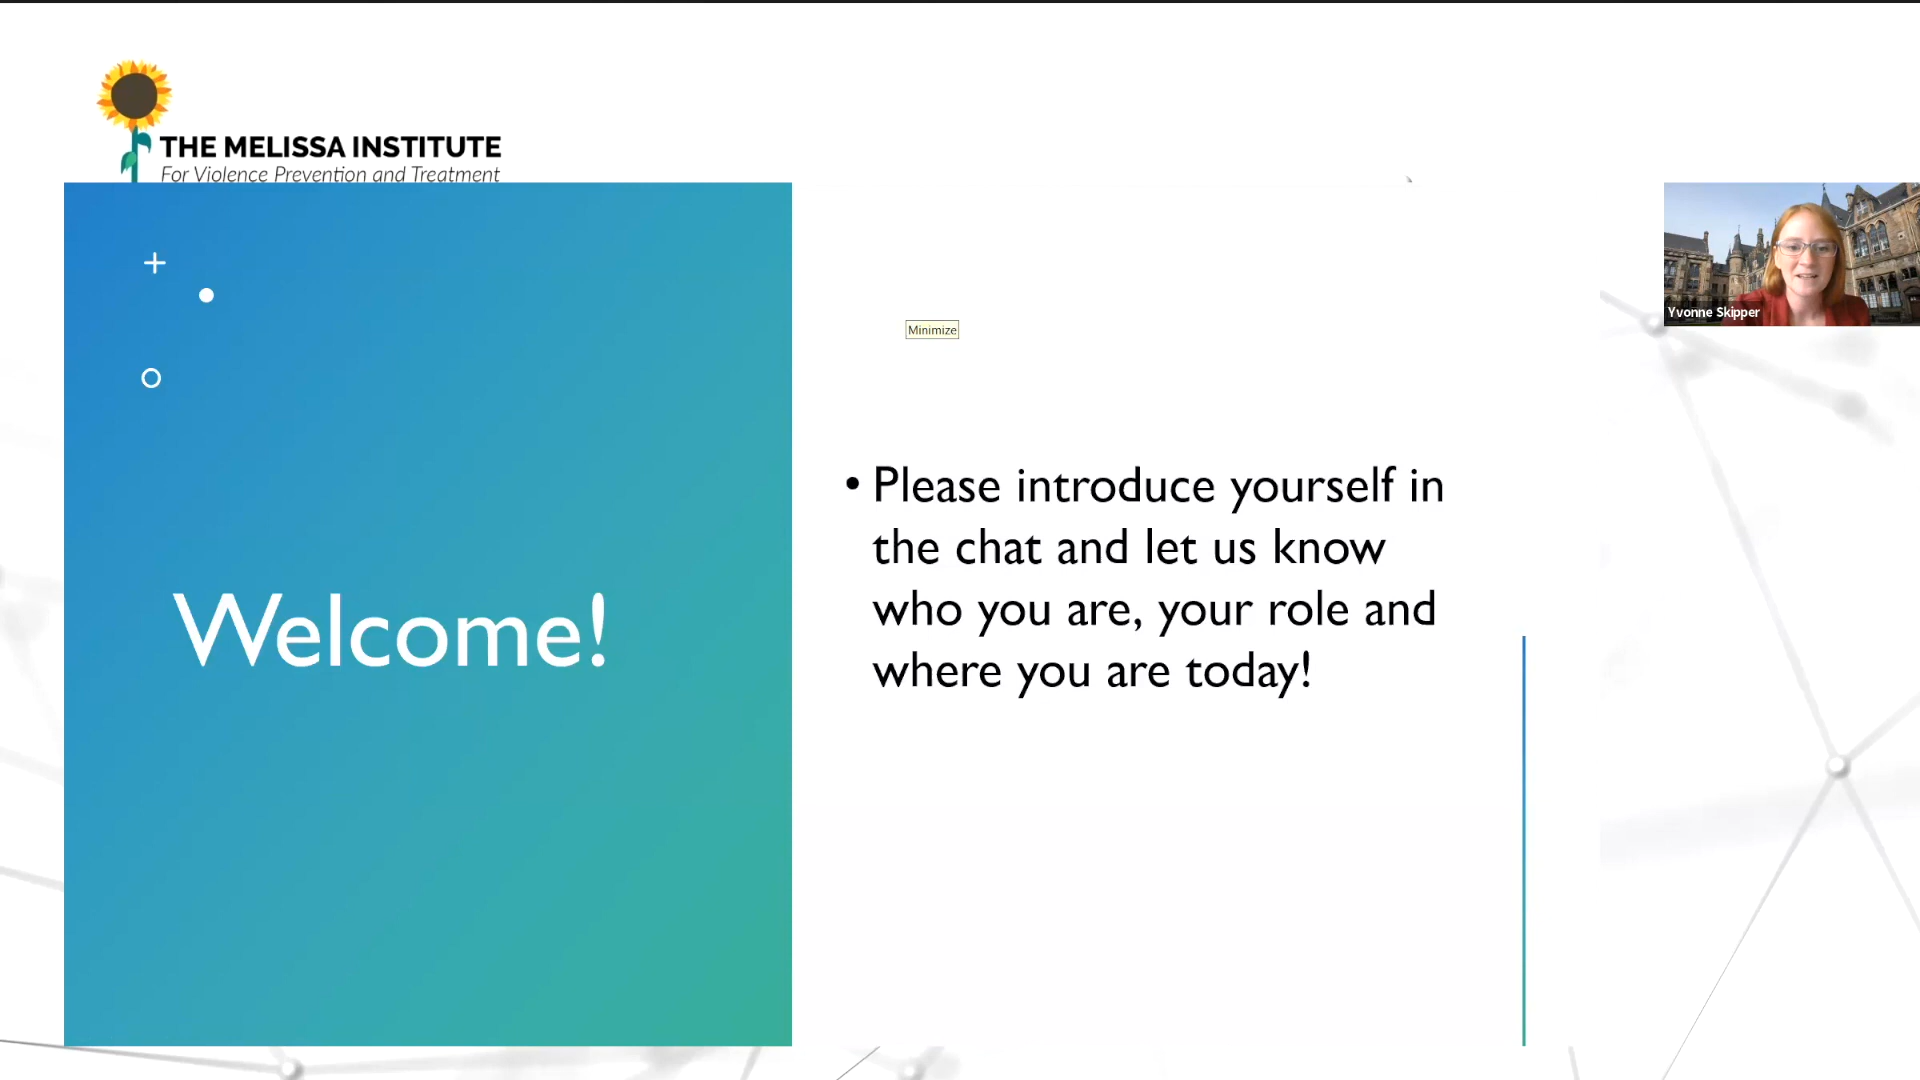 THE MELISSA INSTITUTE
For Violence Prevention and Treatment
Yvonne Skipper
Minimize
Welcome!
• Please introduce yourself in
the chat and let us know
who you are, your role and
where you are today!